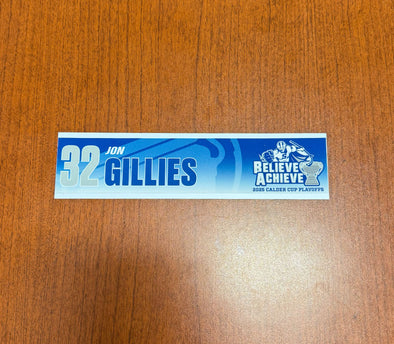 32 JON
GILLIES
BELIEVE
ACHIEVE
2025 CALDER CUP PLAYOFFS